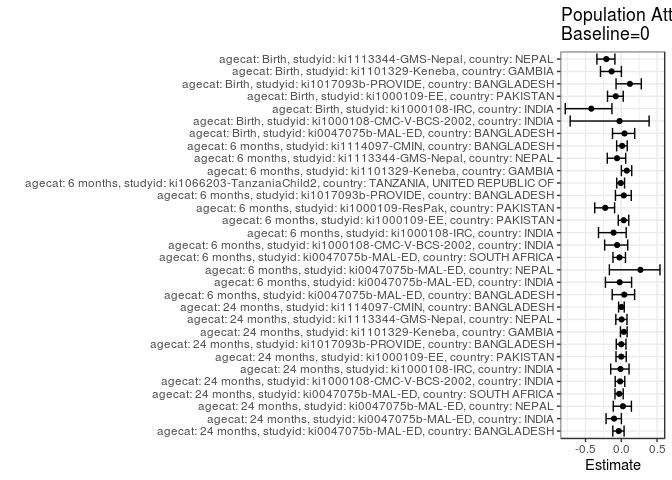 Population Att
Baseline=0
agecat: Birth, studyid: ki1113344-GMS-Nepal, country: NEPAL
agecat: Birth, studyid: ki1101329-Keneba, country: GAMBIA
agecat: Birth, studyid: ki1017093b-PROVIDE, country: BANGLADESH
agecat: Birth, studyid: ki1000109-EE, country: PAKISTAN
agecat: Birth, studyid: ki1000108-IRC, country: INDIA
agecat: Birth, studyid: ki1000108-CMC-V-BCS-2002, country: INDIA
agecat: Birth, studyid: ki0047075b-MAL-ED, country: BANGLADESH
agecat: 6 months, studyid: ki1114097-CMIN, country: BANGLADESH
agecat: 6 months, studyid: ki1113344-GMS-Nepal, country: NEPAL
agecat: 6 months, studyid: ki1101329-Keneba, country: GAMBIA
agecat: 6 months, studyid: ki1066203-TanzaniaChild2, country: TANZANIA, UNITED REPUBLIC OF
agecat: 6 months, studyid: ki1017093b-PROVIDE, country: BANGLADESH
agecat: 6 months, studyid: ki1000109-ResPak, country: PAKISTAN
agecat: 6 months, studyid: ki1000109-EE, country: PAKISTAN
agecat: 6 months, studyid: ki1000108-IRC, country: INDIA
agecat: 6 months, studyid: ki1000108-CMC-V-BCS-2002, country: INDIA
agecat: 6 months, studyid: ki0047075b-MAL-ED, country: SOUTH AFRICA
agecat: 6 months, studyid: ki0047075b-MAL-ED, country: NEPAL
agecat: 6 months, studyid: ki0047075b-MAL-ED, country: INDIA
agecat: 6 months, studyid: ki0047075b-MAL-ED, country: BANGLADESH
agecat: 24 months, studyid: ki1114097-CMIN, country: BANGLADESH
agecat: 24 months, studyid: ki1113344-GMS-Nepal, country: NEPAL
agecat: 24 months, studyid: ki1101329-Keneba, country: GAMBIA
agecat: 24 months, studyid: ki1017093b-PROVIDE, country: BANGLADESH
agecat: 24 months, studyid: ki1000109-EE, country: PAKISTAN
agecat: 24 months, studyid: ki1000108-IRC, country: INDIA
agecat: 24 months, studyid: ki1000108-CMC-V-BCS-2002, country: INDIA
agecat: 24 months, studyid: ki0047075b-MAL-ED, country: SOUTH AFRICA
agecat: 24 months, studyid: ki0047075b-MAL-ED, country: NEPAL
agecat: 24 months, studyid: ki0047075b-MAL-ED, country: INDIA
agecat: 24 months, studyid: ki0047075b-MAL-ED, country: BANGLADESH
-0.5 0.0 0.5
Estimate